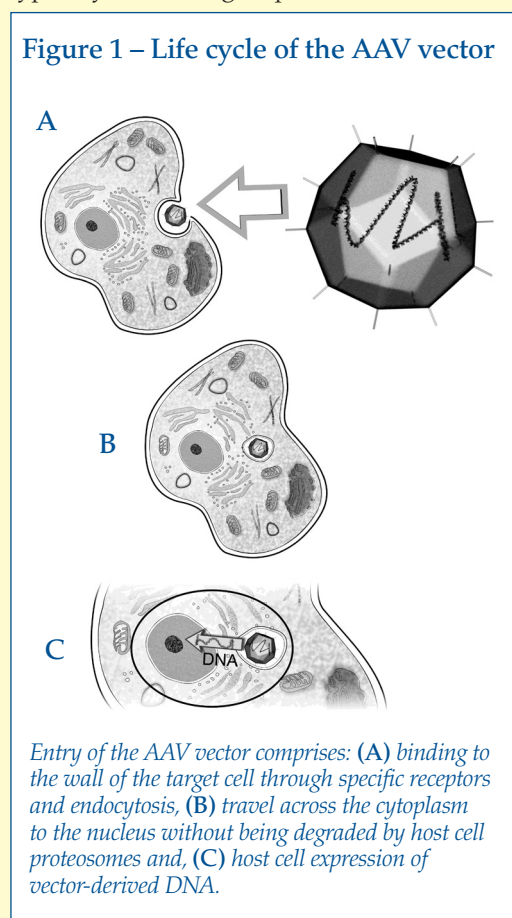 Figure 1 – Life cycle of the AAV vector
A
B
C
DNA
Entry of the AAV vector comprises: (A) binding to
the wall of the target cell through specific receptors
and endocytosis, (B) travel across the cytoplasm
to the nucleus without being degraded by host cell
proteosomes and, (C) host cell expression of
vector-derived DNA.